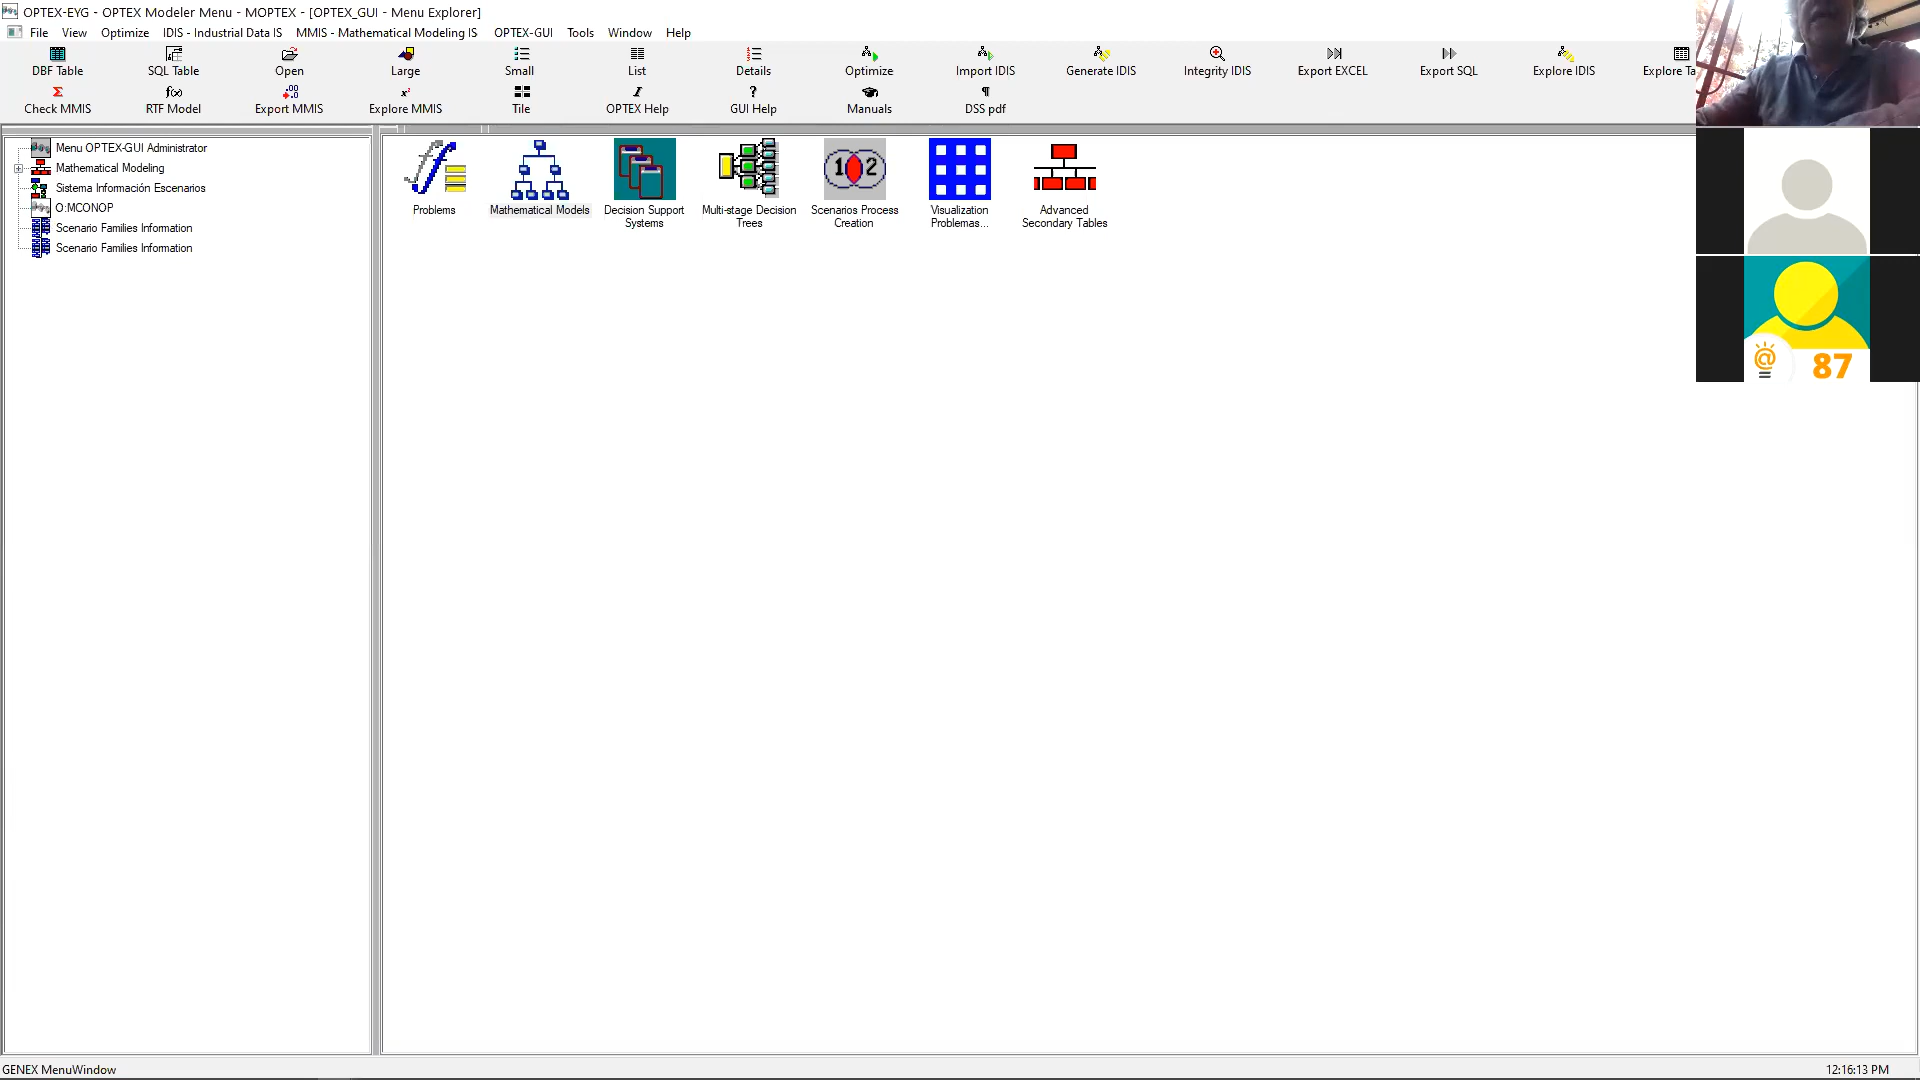 OPTEX-EYG - OPTEX Modeler Menu - MOPTEX - [OPTEX_GUI - Menu Explorer]
File View Optimize IDIS - Industrial Data IS MMIS - Mathematical Modeling IS OPTEX-GUI Tools Window Help
DBF Table SQL Table Open Large Small List Details Optimize Import IDIS Generate IDIS Integrity IDIS Export EXCEL Export SQL Explore IDIS Explore Ta
Check MMIS RTF Model Export MMIS Explore MMIS Tile OPTEX Help GUI Help Manuals DSS pdf
Menu OPTEX-GUI Administrator
Mathematical Modeling
Sistema Información Escenarios
O:MCONOP
Scenario Families Information
Scenario Families Information
Problems
Mathematical Models
Decision Support
Systems
Multi-stage Decision
Trees
1 2
Scenarios Process
Creation
Visualization
Problemas...
Advanced
Secondary Tables
@ 87
GENEX MenuWindow
12:16:13 PM